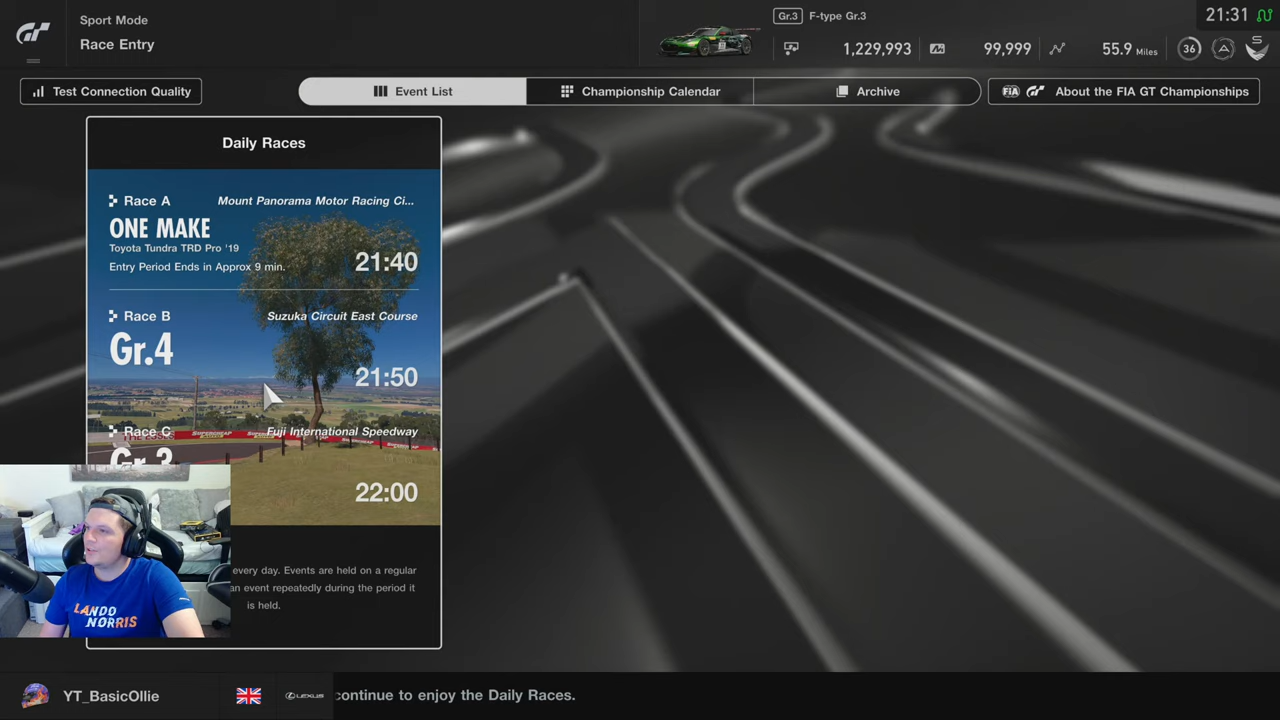 Sport Mode
Race Entry
Gr.3 F-type Gr.3
21:31
1,229,993
99,999
55.9 Miles
36 A S
Test Connection Quality
Event List
Championship Calendar
Archive
FIA GT About the FIA GT Championships
Daily Races
Race A Mount Panorama Motor Racing Ci...
ONE MAKE
Toyota Tundra TRD Pro '19
Entry Period Ends in Approx 9 min.
21:40
Race B Suzuka Circuit East Course
Gr.4
21:50
Race C Fuji International Speedway
Gr.3
22:00
every day. Events are held on a regular
an event repeatedly during the period it
is held.
LANDO
NORRIS
YT_BasicOllie
LEXUS
continue to enjoy the Daily Races.